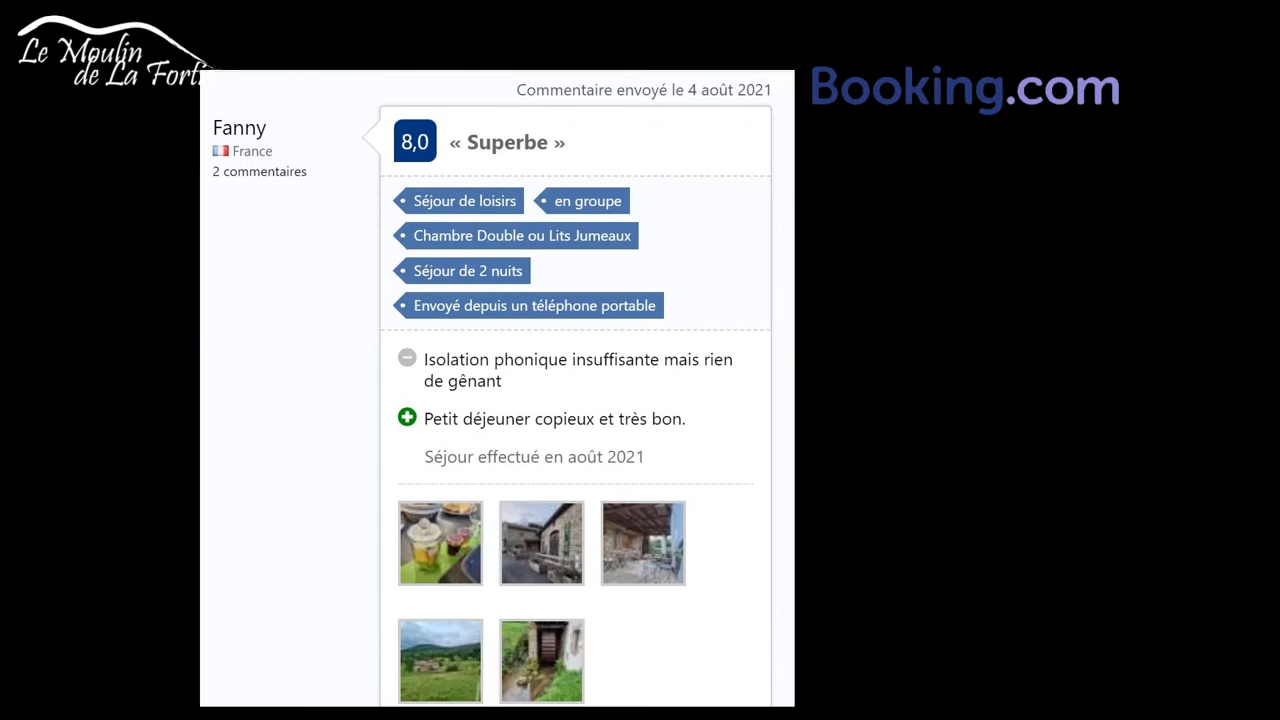 Le Moulin
de La Forti
Booking.com
Commentaire envoyé le 4 août 2021
Fanny
France
2 commentaires
8,0 « Superbe »
Séjour de loisirs en groupe
Chambre Double ou Lits Jumeaux
Séjour de 2 nuits
Envoyé depuis un téléphone portable
Isolation phonique insuffisante mais rien
de gênant
Petit déjeuner copieux et très bon.
Séjour effectué en août 2021